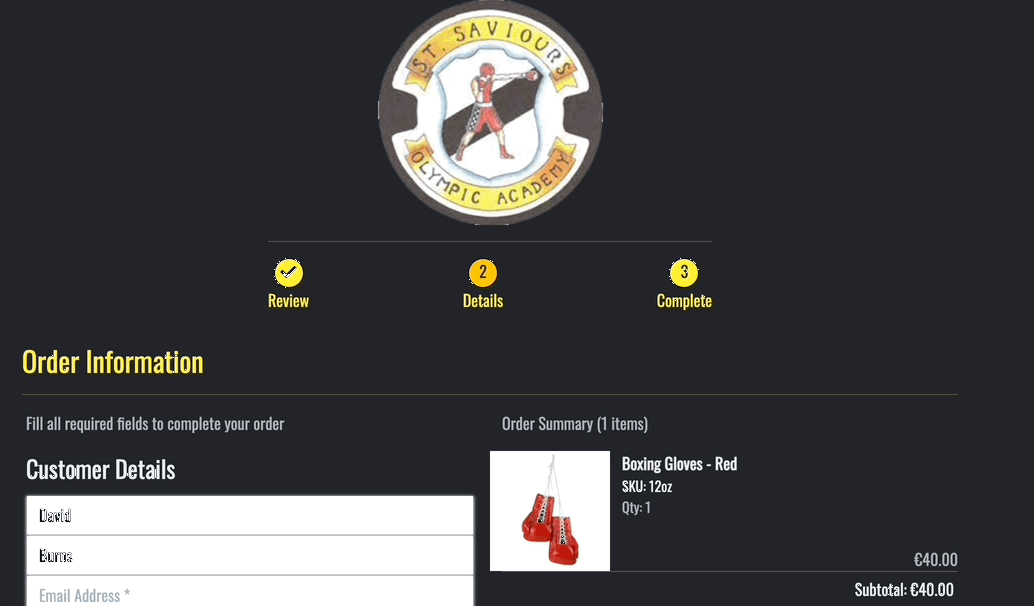 ST. SAVIOURS
OLYMPIC ACADEMY
2
3
Review
Details
Complete
Order Information
Fill all required fields to complete your order
Order Summary (1 items)
Customer Details
Boxing Gloves - Red
SKU: 12oz
Qty: 1
David
Burns
€40.00
Email Address *
Subtotal: €40.00